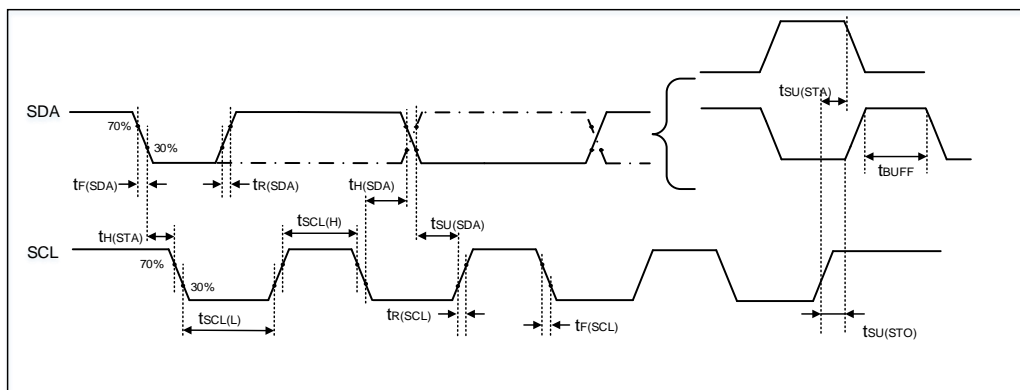 tSU(STA)
SDA
70%
30%
tBUFF
tF(SDA)
tR(SDA)
tH(SDA)
tSCL(H)
tSU(SDA)
tH(STA)
SCL
70%
30%
tR(SCL)
tSCL(L)
tF(SCL)
tSU(STO)